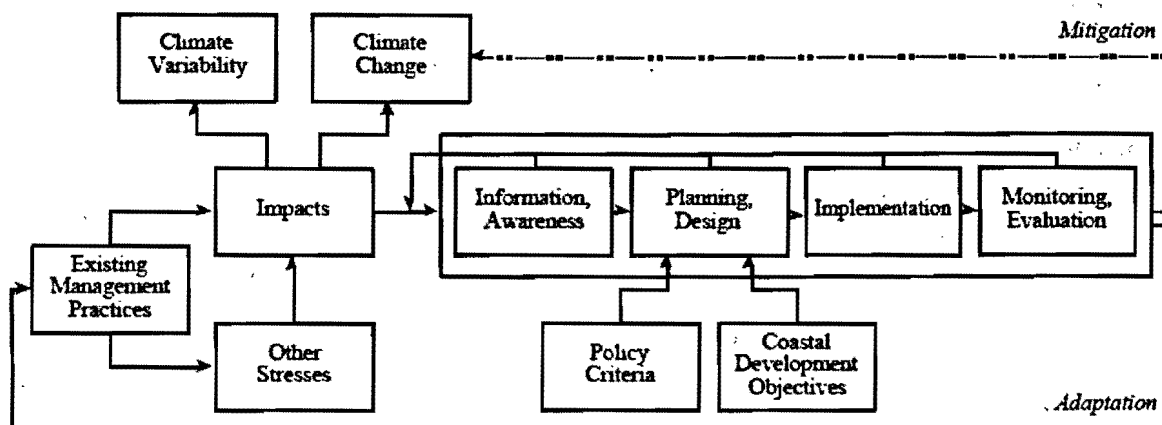 Climate
Variability
Climate
Change
Mitigation
Impacts
Information,
Awareness
Planning,
Design
Implementation
Monitoring,
Evaluation
Existing
Management
Practices
Other
Stresses
Policy
Criteria
Coastal
Development
Objectives
Adaptation